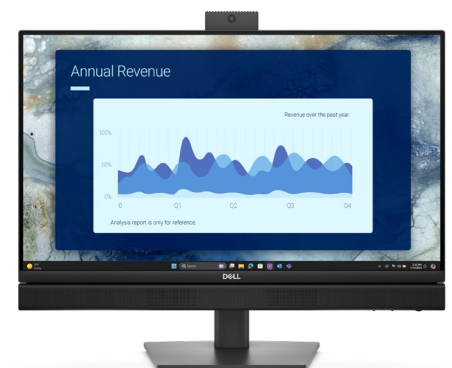 Annual Revenue
Revenue over the past year.
100%
50%
0%
0 Q1 Q2 Q3 Q4
Analysis report is only for reference.
Search
DELL